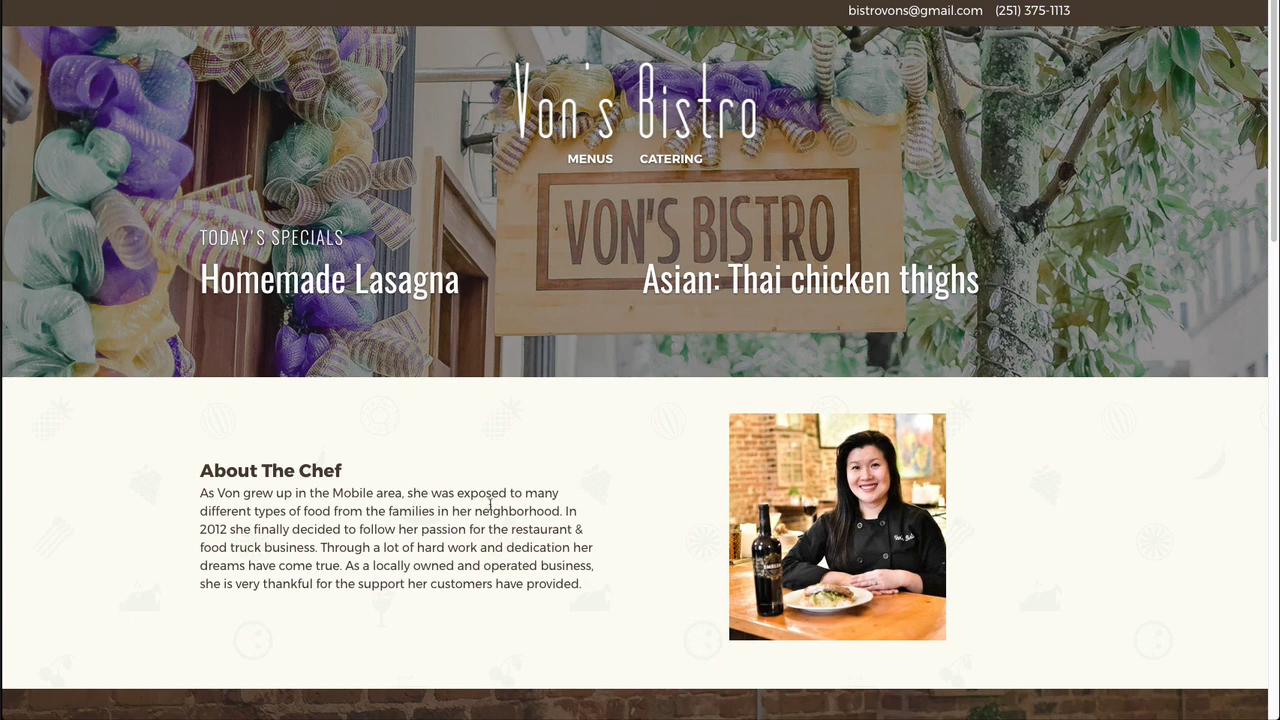 bistrovons@gmail.com (251) 375-1113
Von's Bistro
MENUS CATERING
VON'S BISTRO
TODAY'S SPECIALS
Homemade Lasagna
Asian: Thai chicken thighs
About The Chef
As Von grew up in the Mobile area, she was exposed to many
different types of food from the families in her neighborhood. In
2012 she finally decided to follow her passion for the restaurant &
food truck business. Through a lot of hard work and dedication her
dreams have come true. As a locally owned and operated business,
she is very thankful for the support her customers have provided.